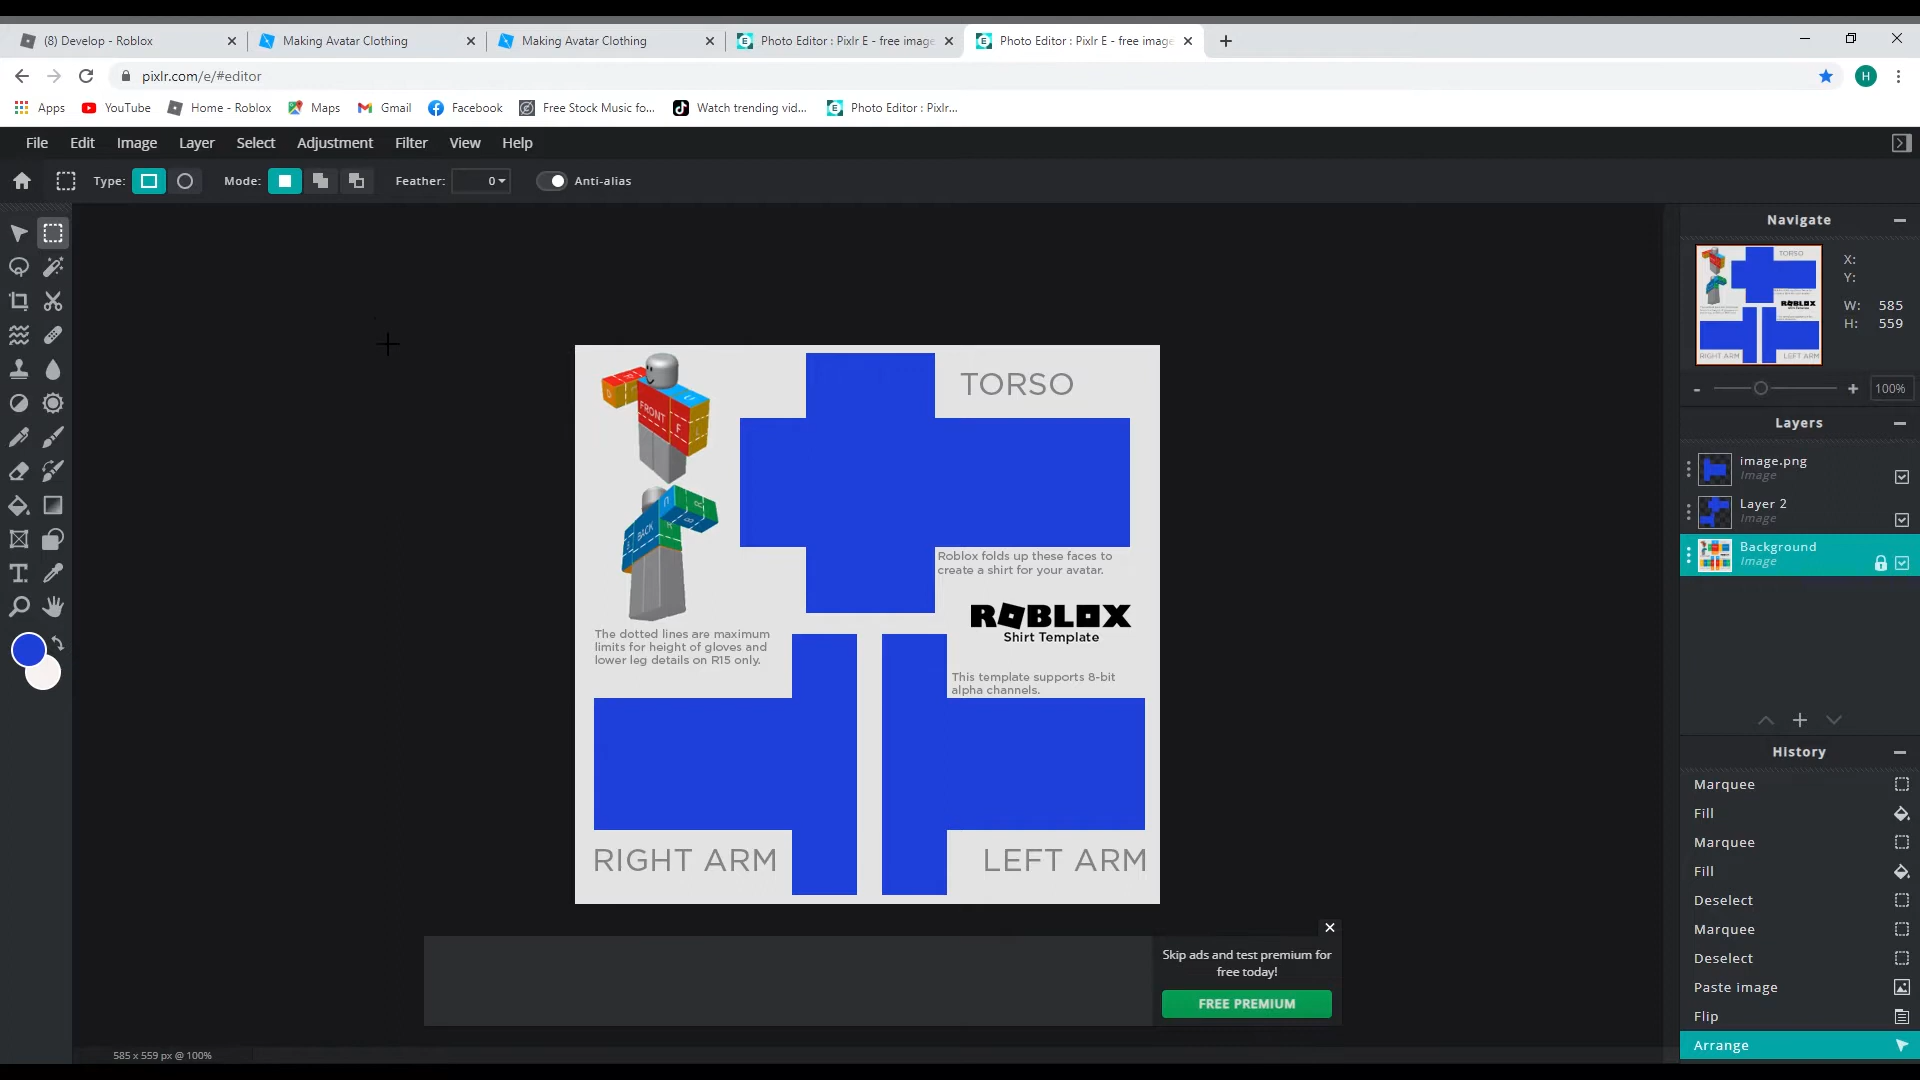 (8) Develop - Roblox
Making Avatar Clothing
Making Avatar Clothing
Photo Editor : Pixlr E - free image
Photo Editor : Pixlr E - free image
pixlr.com/e/#editor
H
Apps
YouTube
Home - Roblox
Maps
Gmail
Facebook
Free Stock Music fo...
Watch trending vid...
Photo Editor : Pixlr...
File
Edit
Image
Layer
Select
Adjustment
Filter
View
Help
Type:
Mode:
Feather:
0
Anti-alias
Navigate
X:
Y:
W: 585
H: 559
100%
Layers
image.png
Image
Layer 2
Image
Background
Image
History
Marquee
Fill
Marquee
Fill
Deselect
Marquee
Deselect
Paste image
Flip
Arrange
TORSO
FRONT
F
L
U
D
BACK
U
R
B
Roblox folds up these faces to
create a shirt for your avatar.
ROBLOX
Shirt Template
The dotted lines are maximum
limits for height of gloves and
lower leg details on R15 only.
This template supports 8-bit
alpha channels.
RIGHT ARM
LEFT ARM
Skip ads and test premium for
free today!
FREE PREMIUM
585 x 559 px @ 100%